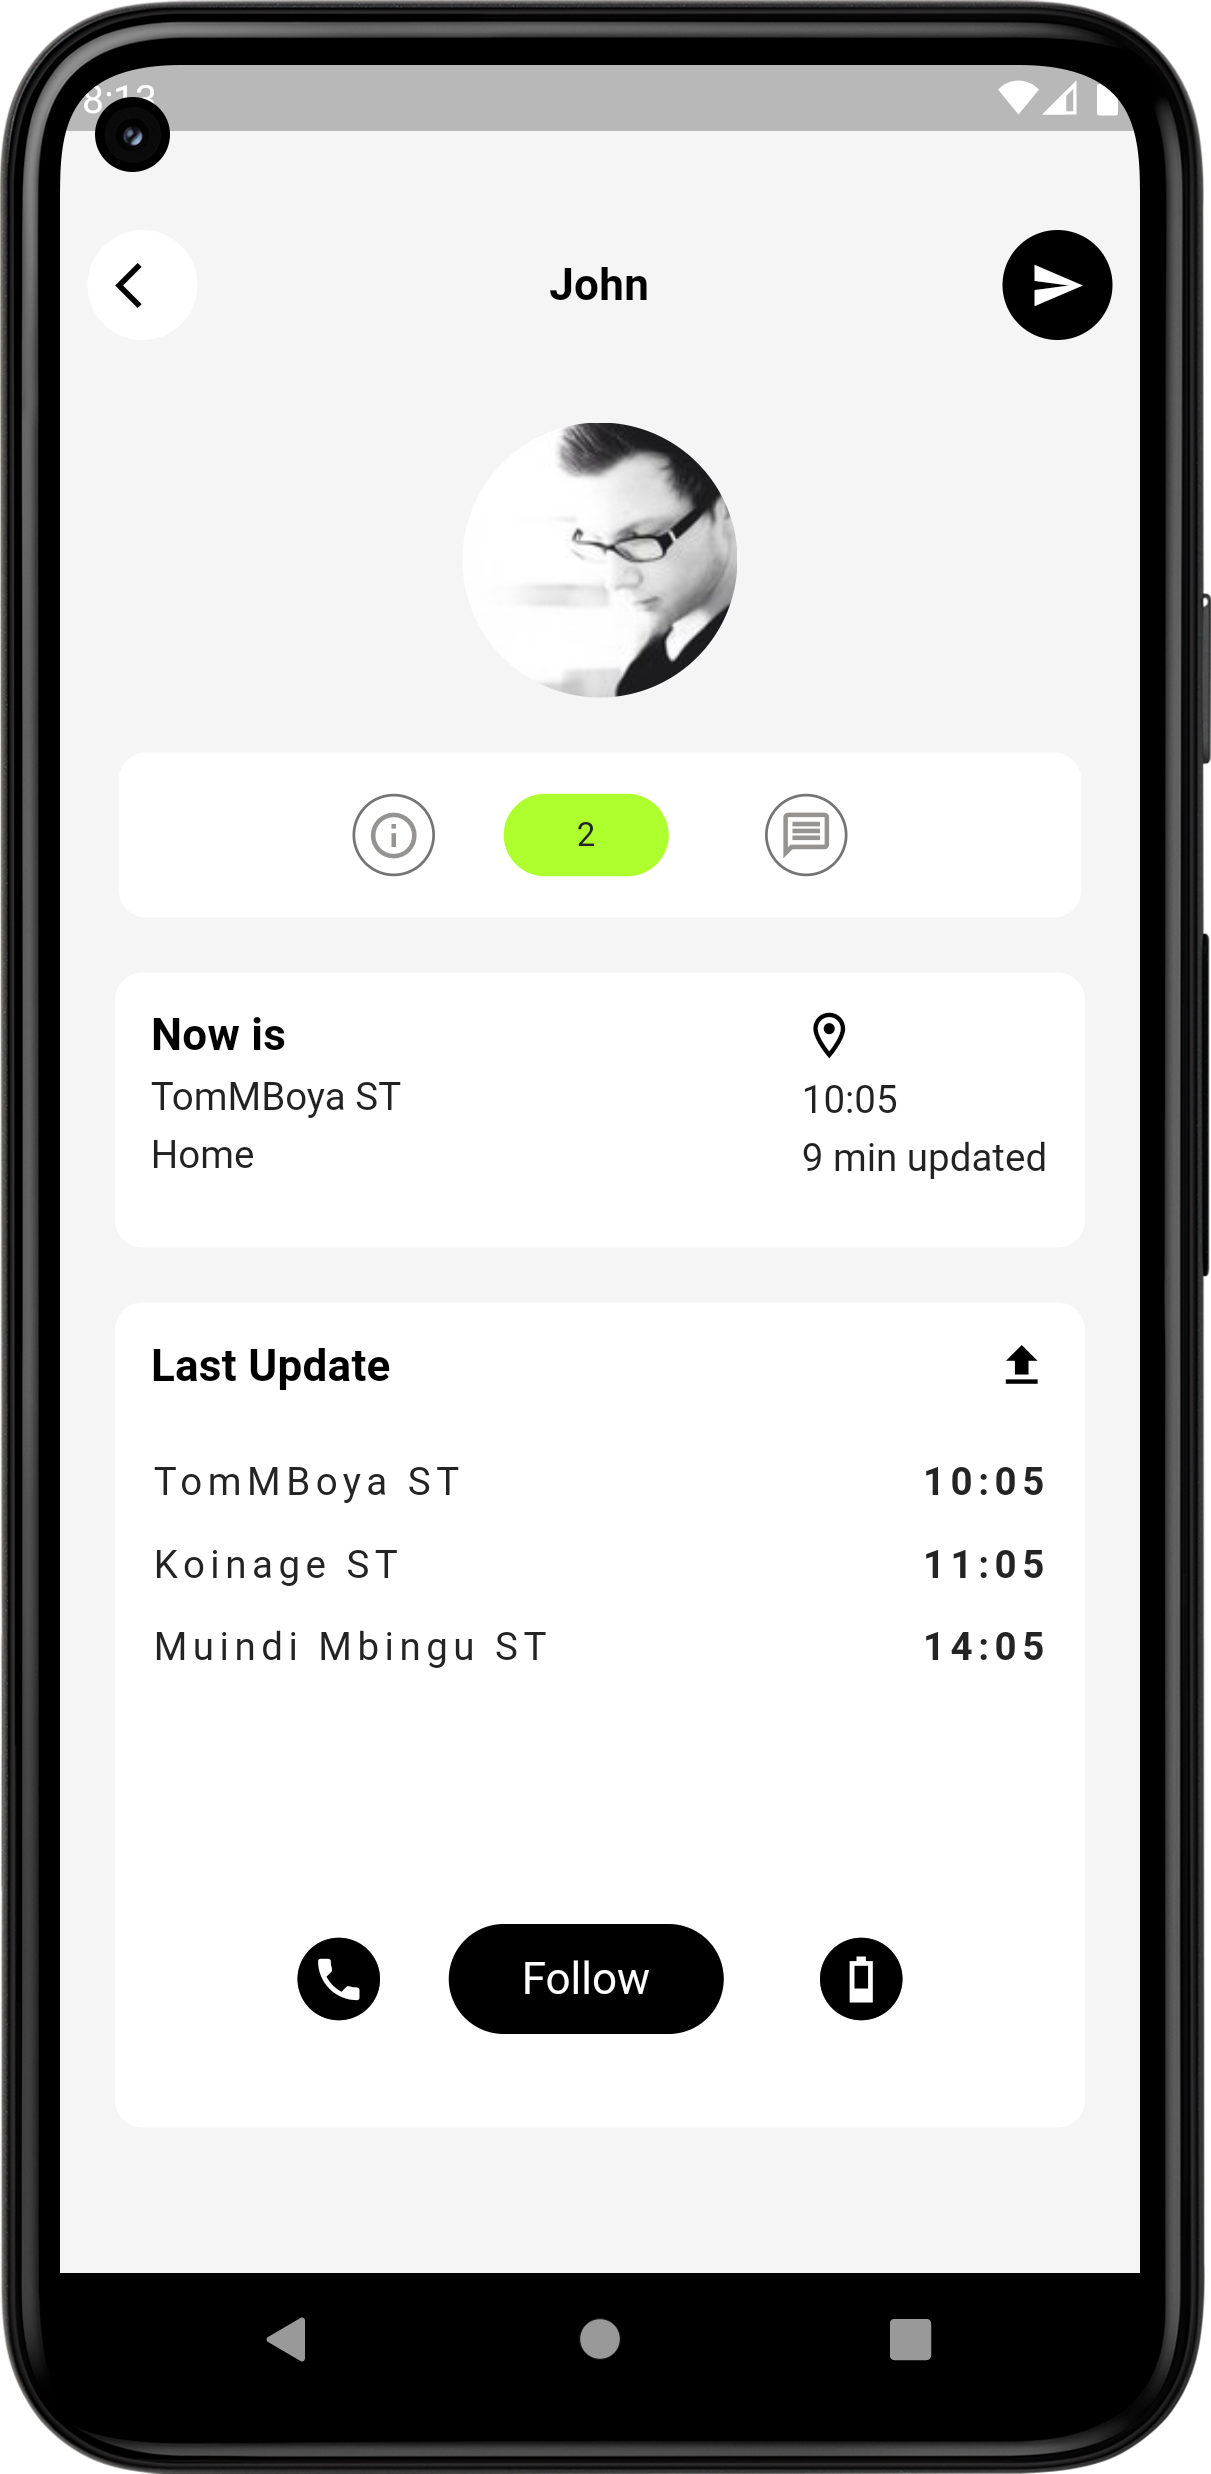 8:13
John
2
Now is
TomMBoya ST
10:05
Home
9 min updated
Last Update
TomMBoya ST 10:05
Koinage ST 11:05
Muindi Mbingu ST 14:05
Follow